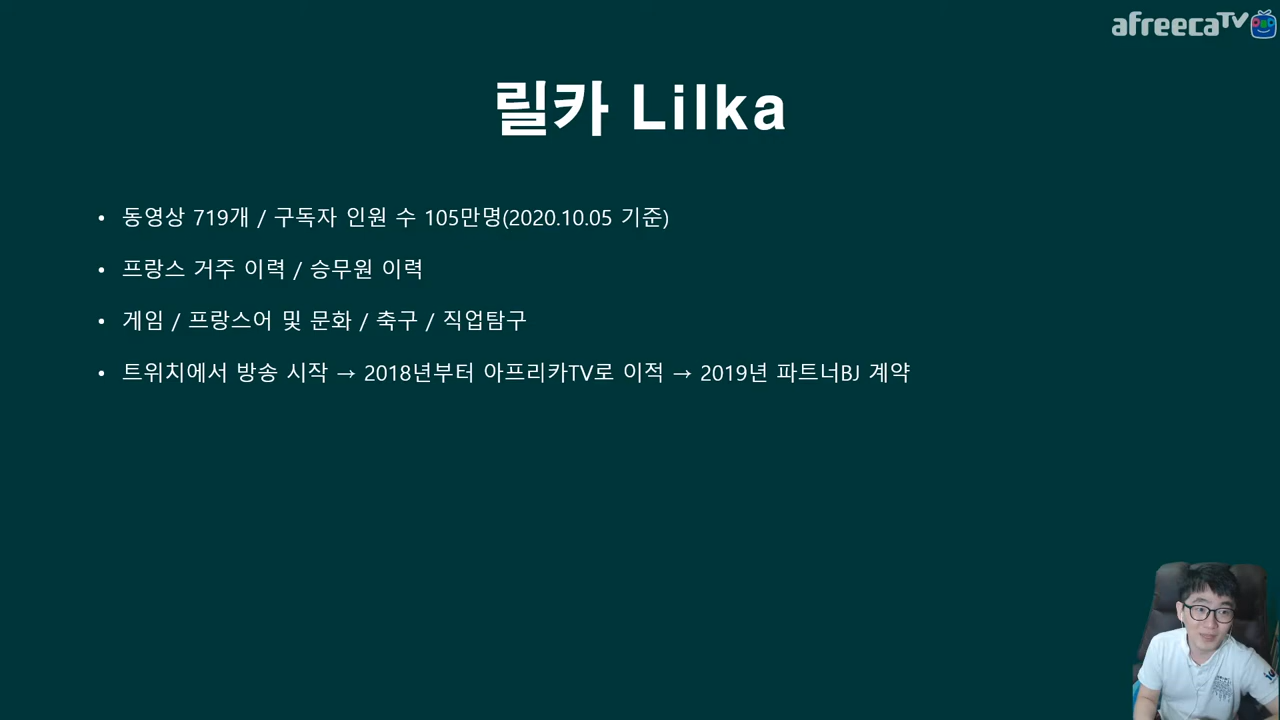 afreecaTV
릴카 Lilka
• 동영상 719개 / 구독자 인원 수 105만명(2020.10.05 기준)
• 프랑스 거주 이력 / 승무원 이력
• 게임 / 프랑스어 및 문화 / 축구 / 직업탐구
• 트위치에서 방송 시작 → 2018년부터 아프리카TV로 이적 → 2019년 파트너BJ 계약